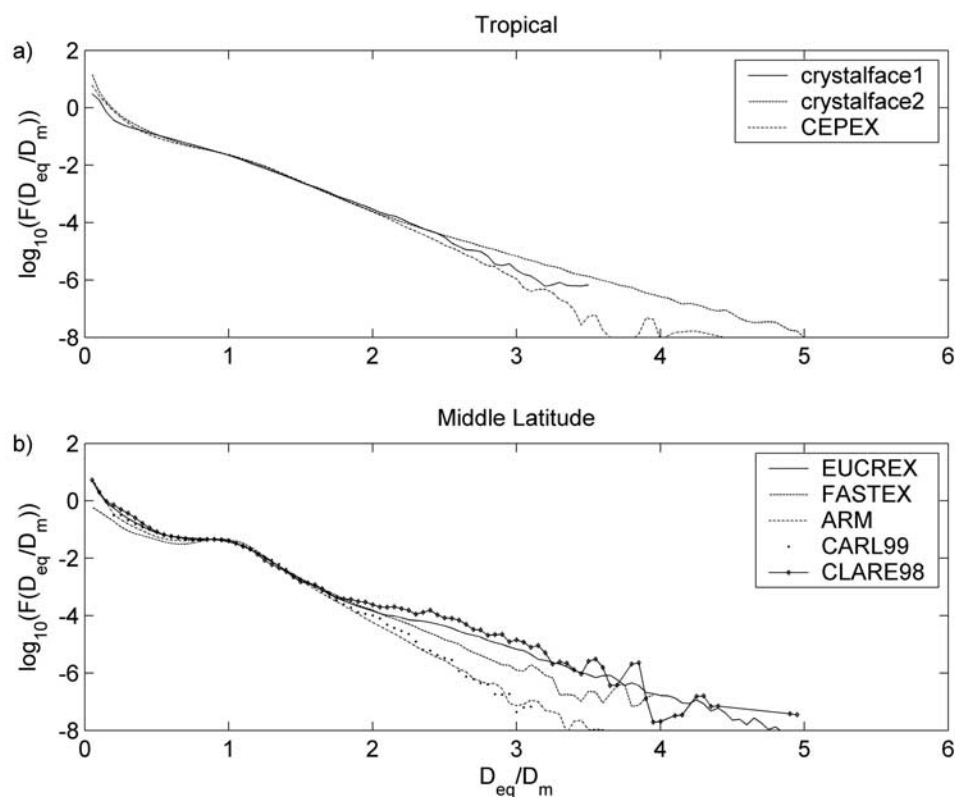 Tropical
a)
2
0
-2
-4
-6
-8
log10(F(Deq/Dm))
0 1 2 3 4 5 6
crystalface1
crystalface2
CEPEX
Middle Latitude
b)
2
0
-2
-4
-6
-8
log10(F(Deq/Dm))
0 1 2 3 4 5 6
Deq/Dm
EUCREX
FASTEX
ARM
CARL99
CLARE98